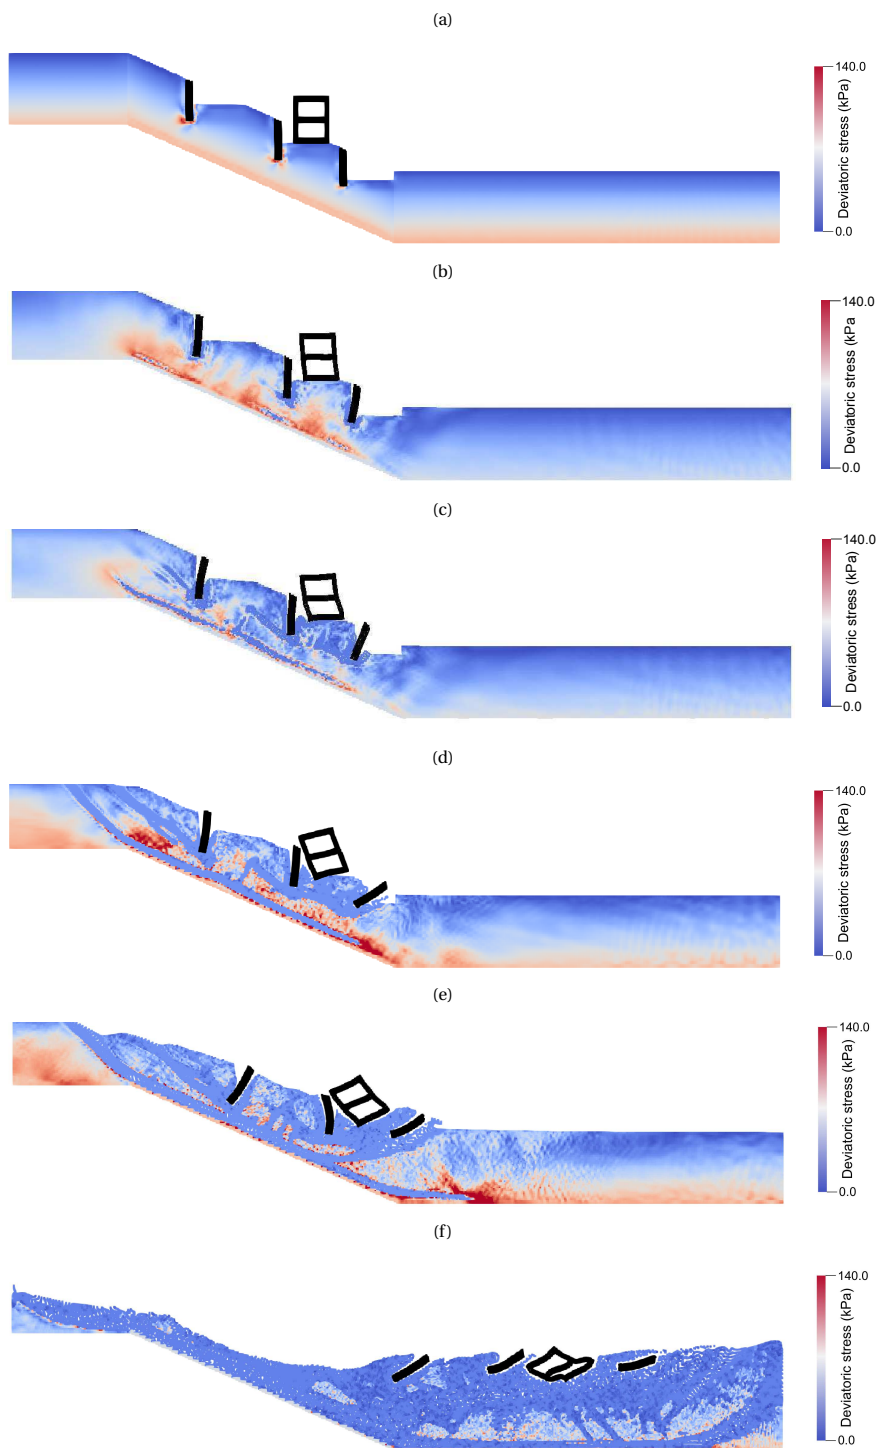 (a)
140.0
Deviatoric stress (kPa)
0.0
(b)
140.0
Deviatoric stress (kPa
0.0
(c)
140.0
Deviatoric stress (kPa)
0.0
(d)
140.0
Deviatoric stress (kPa)
0.0
(e)
140.0
Deviatoric stress (kPa)
0.0
(f)
140.0
Deviatoric stress (kPa)
0.0